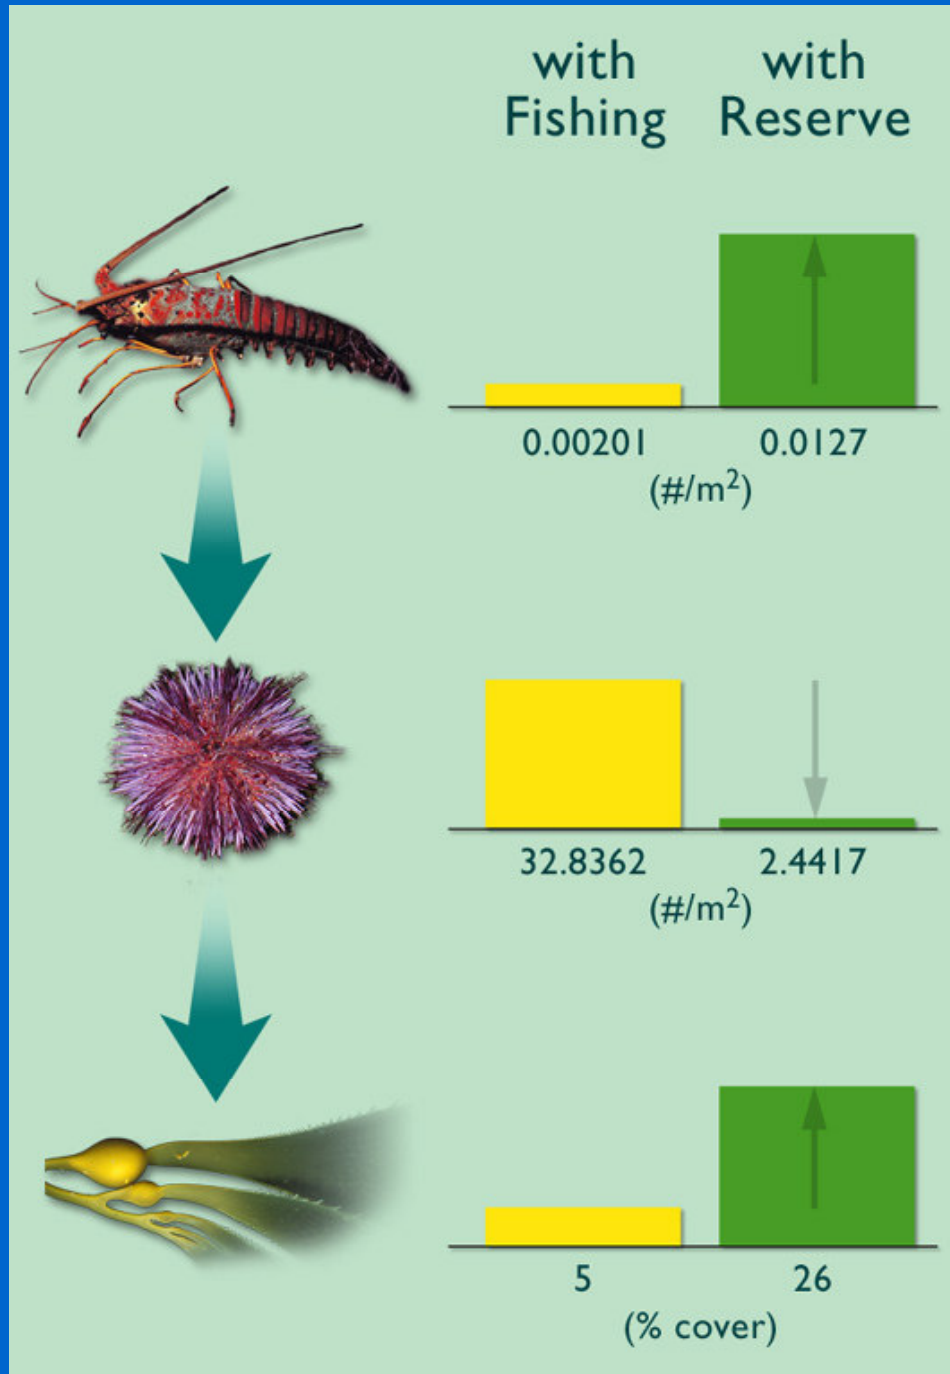 with with
Fishing Reserve
0.00201 0.0127
(#/m²)
32.8362 2.4417
(#/m²)
5 26
(% cover)